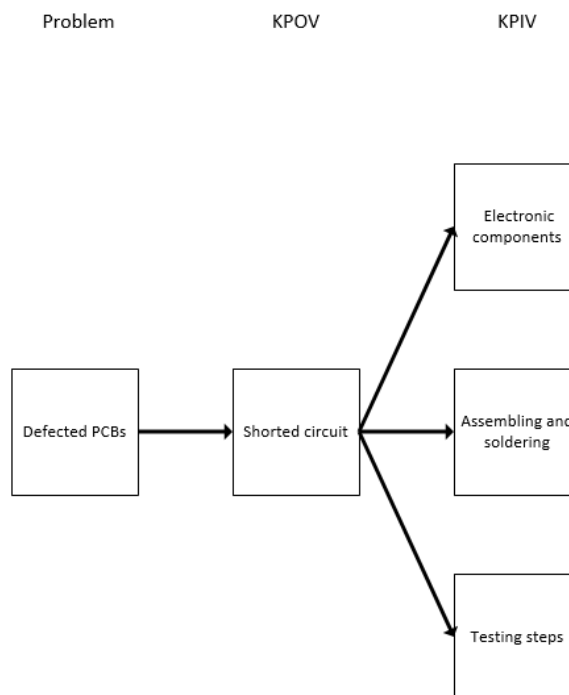 Problem
KPOV
KPIV
Electronic
components
Defected PCBs
Shorted circuit
Assembling and
soldering
Testing steps